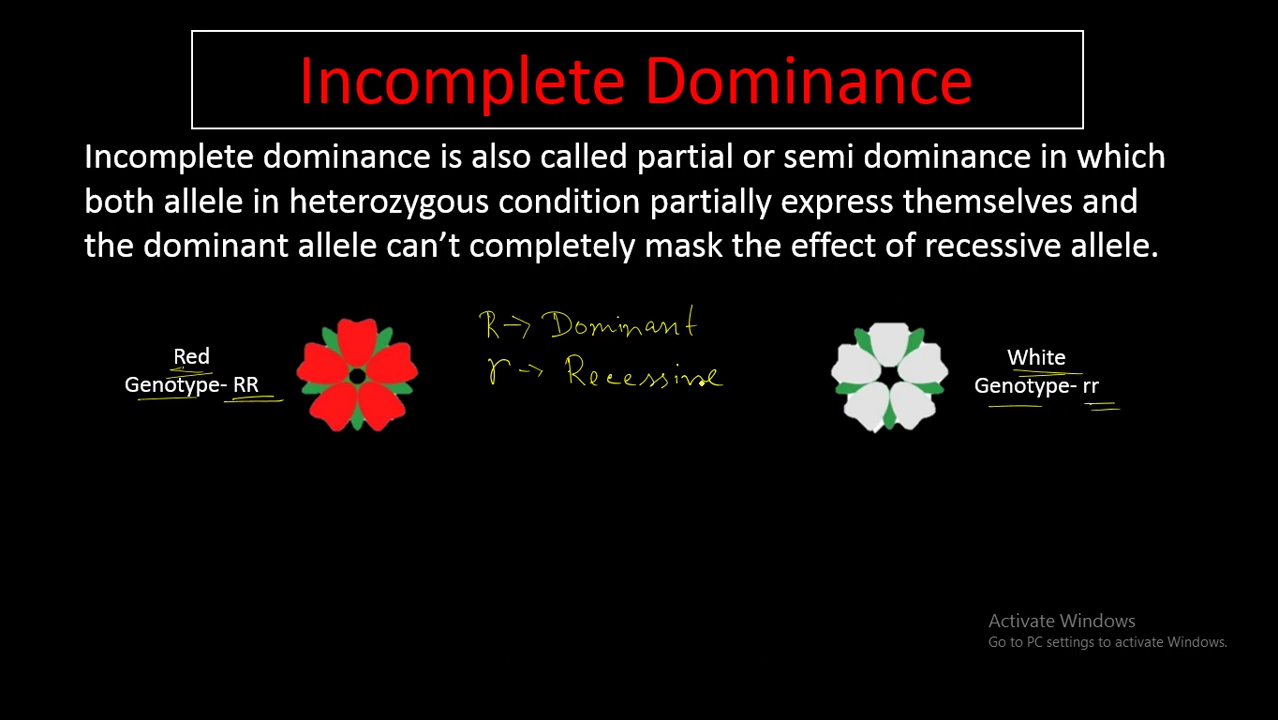 Incomplete Dominance
Incomplete dominance is also called partial or semi dominance in which
both allele in heterozygous condition partially express themselves and
the dominant allele can’t completely mask the effect of recessive allele.
R → Dominant
r → Recessive
Red
Genotype- RR
White
Genotype- rr
Activate Windows
Go to PC settings to activate Windows.